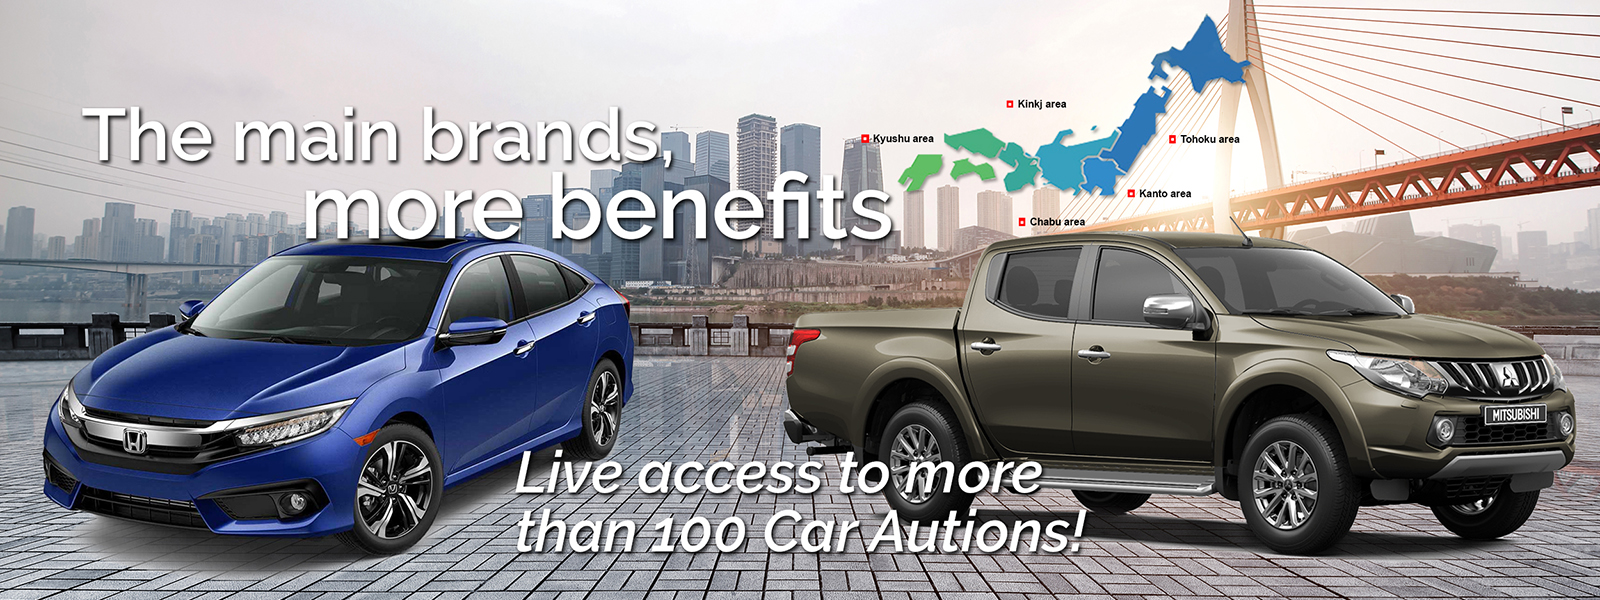 The main brands,
more benefits
Kinkj area
Kyushu area
Tohoku area
Kanto area
Chabu area
MITSUBISHI
Live access to more
than 100 Car Autions!